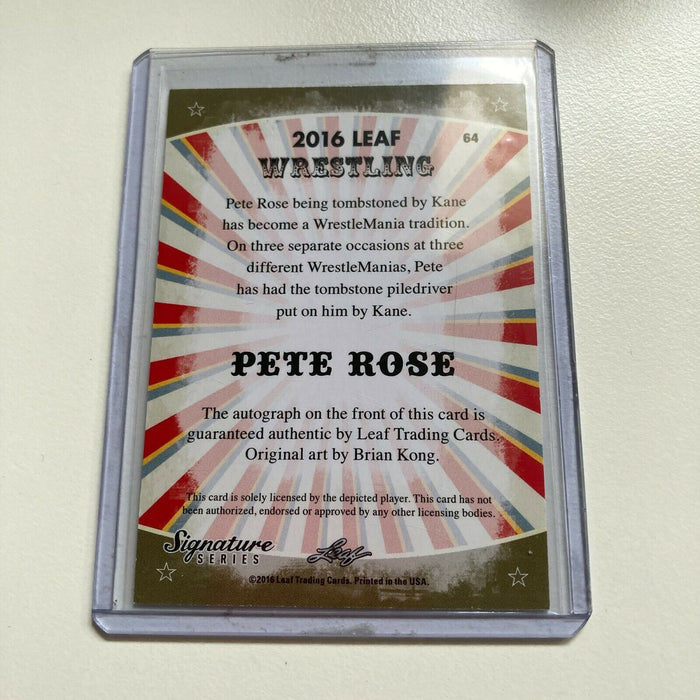 2016 LEAF 64
WRESTLING
Pete Rose being tombstoned by Kane
has become a WrestleMania tradition.
On three separate occasions at three
different WrestleManias, Pete
has had the tombstone piledriver
put on him by Kane.
PETE ROSE
The autograph on the front of this card is
guaranteed authentic by Leaf Trading Cards.
Original art by Brian Kong.
This card is solely licensed by the depicted player. This card has not
been authorized, endorsed or approved by any other licensing bodies.
Signature
SERIES
Leaf
©2016 Leaf Trading Cards. Printed in the USA.